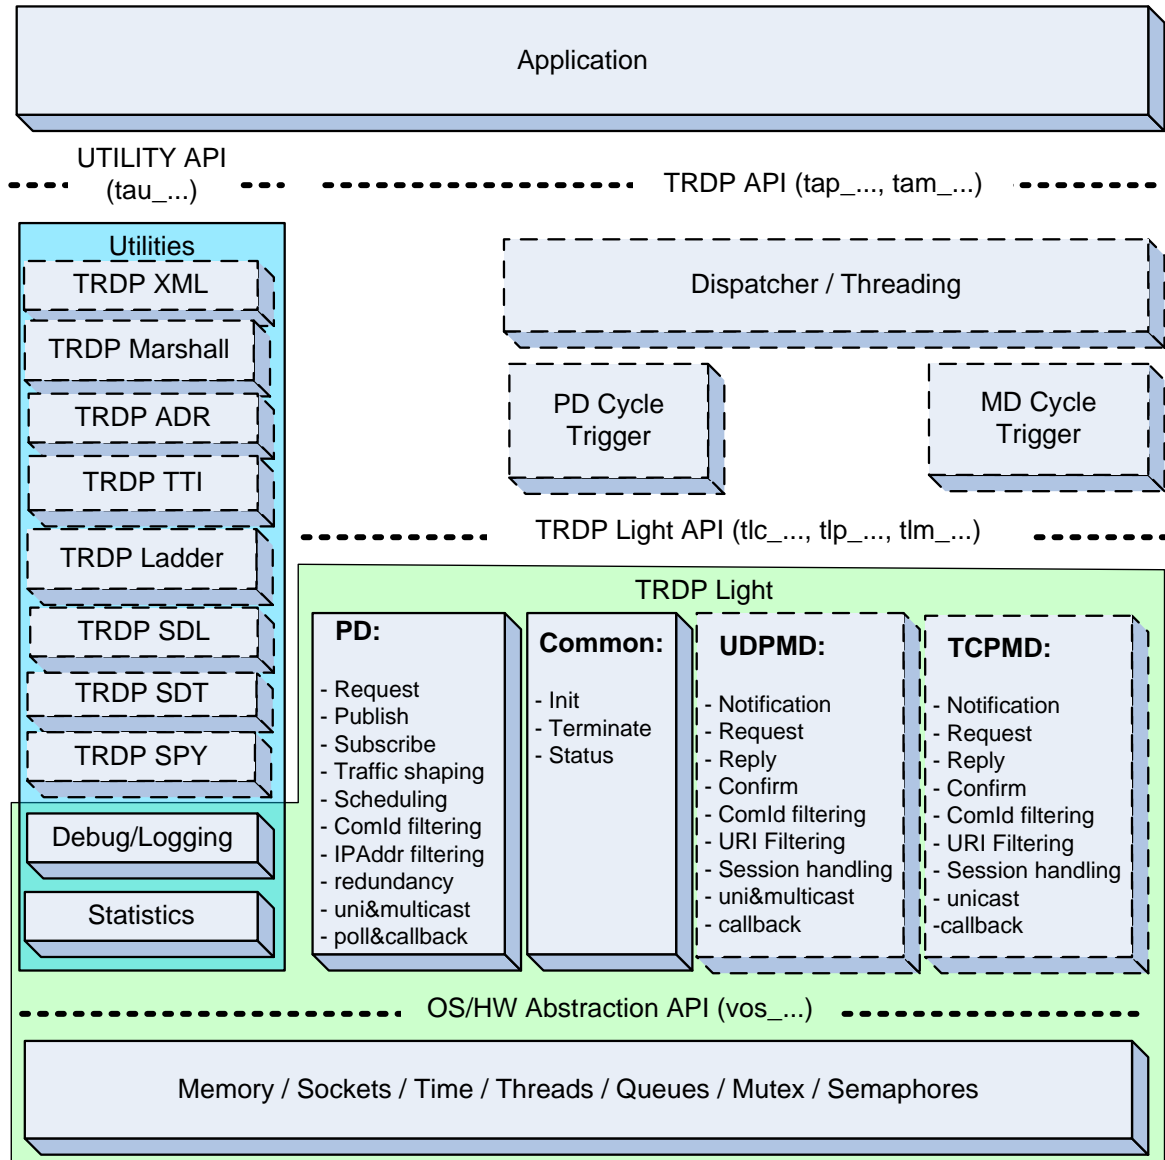 Application
UTILITY API
(tau_...)
TRDP API (tap_..., tam_...)
Utilities
TRDP XML
TRDP Marshall
TRDP ADR
TRDP TTI
TRDP Ladder
TRDP SDL
TRDP SDT
TRDP SPY
Debug/Logging
Statistics
Dispatcher / Threading
PD Cycle
Trigger
MD Cycle
Trigger
TRDP Light API (tlc_..., tlp_..., tlm_...)
TRDP Light
PD:
- Request
- Publish
- Subscribe
- Traffic shaping
- Scheduling
- ComId filtering
- IPAddr filtering
- redundancy
- uni&multicast
- poll&callback
Common:
- Init
- Terminate
- Status
UDPMD:
- Notification
- Request
- Reply
- Confirm
- ComId filtering
- URI Filtering
- Session handling
- uni&multicast
- callback
TCPMD:
- Notification
- Request
- Reply
- Confirm
- ComId filtering
- URI Filtering
- Session handling
- unicast
-callback
OS/HW Abstraction API (vos_...)
Memory / Sockets / Time / Threads / Queues / Mutex / Semaphores